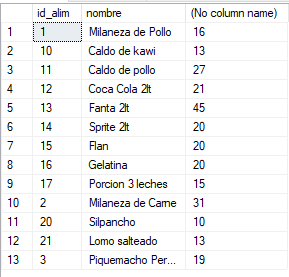 id_alim nombre (No column name)
1 1 Milaneza de Pollo 16
2 10 Caldo de kawi 13
3 11 Caldo de pollo 27
4 12 Coca Cola 2lt 21
5 13 Fanta 2lt 45
6 14 Sprite 2lt 20
7 15 Flan 20
8 16 Gelatina 20
9 17 Porcion 3 leches 15
10 2 Milaneza de Carne 31
11 20 Silpancho 10
12 21 Lomo salteado 13
13 3 Piquemacho Per... 19